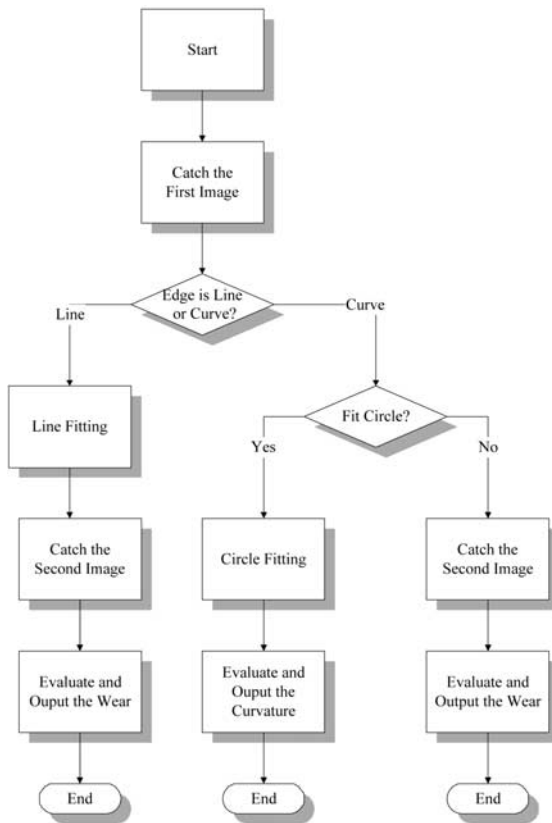 Start
Catch the
First Image
Edge is Line
or Curve?
Line
Curve
Line Fitting
Fit Circle?
Yes
No
Catch the
Second Image
Circle Fitting
Catch the
Second Image
Evaluate and
Ouput the Wear
Evaluate and
Ouput the
Curvature
Evaluate and
Output the Wear
End
End
End